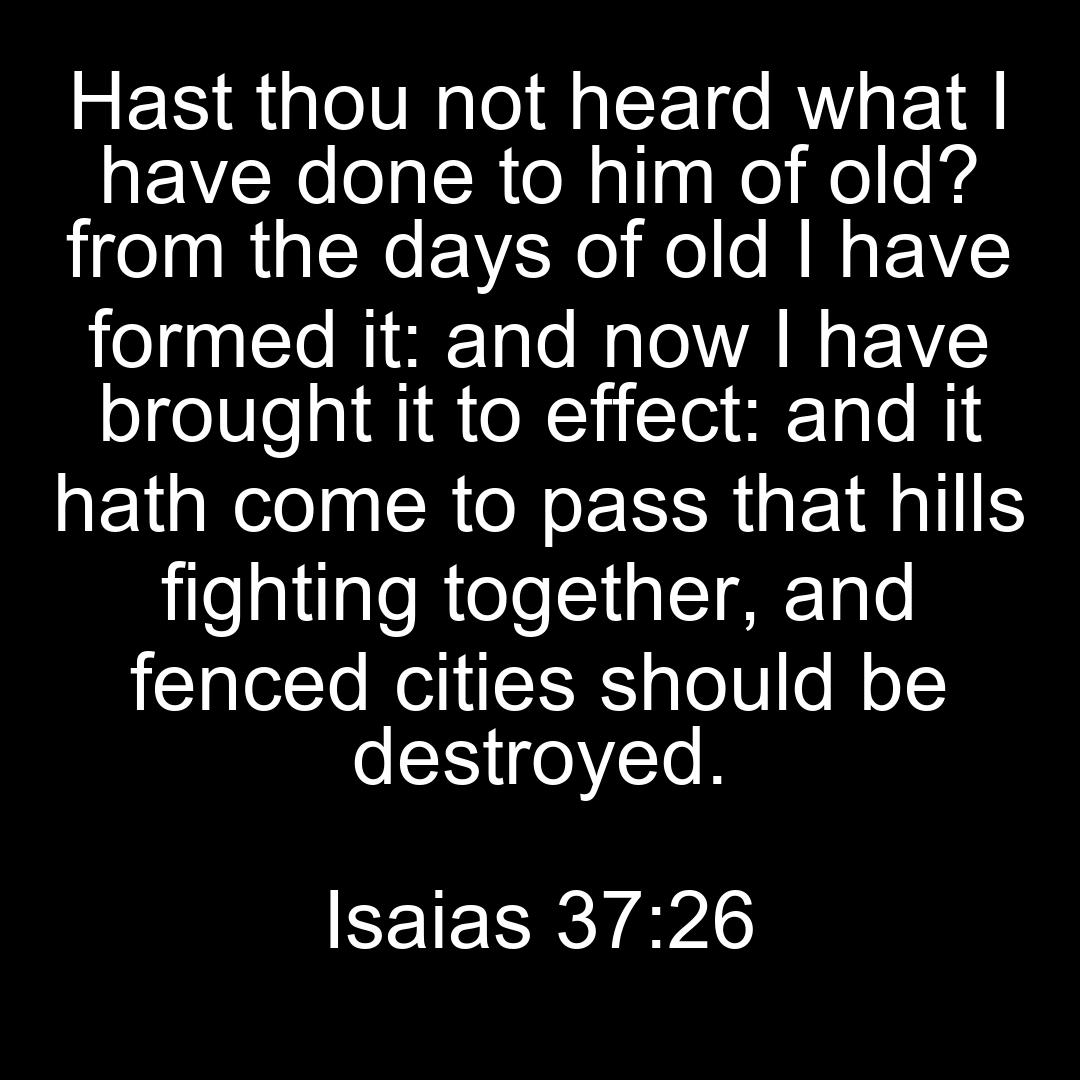 Hast thou not heard what I
have done to him of old?
from the days of old I have
formed it: and now I have
brought it to effect: and it
hath come to pass that hills
fighting together, and
fenced cities should be
destroyed.
Isaias 37:26